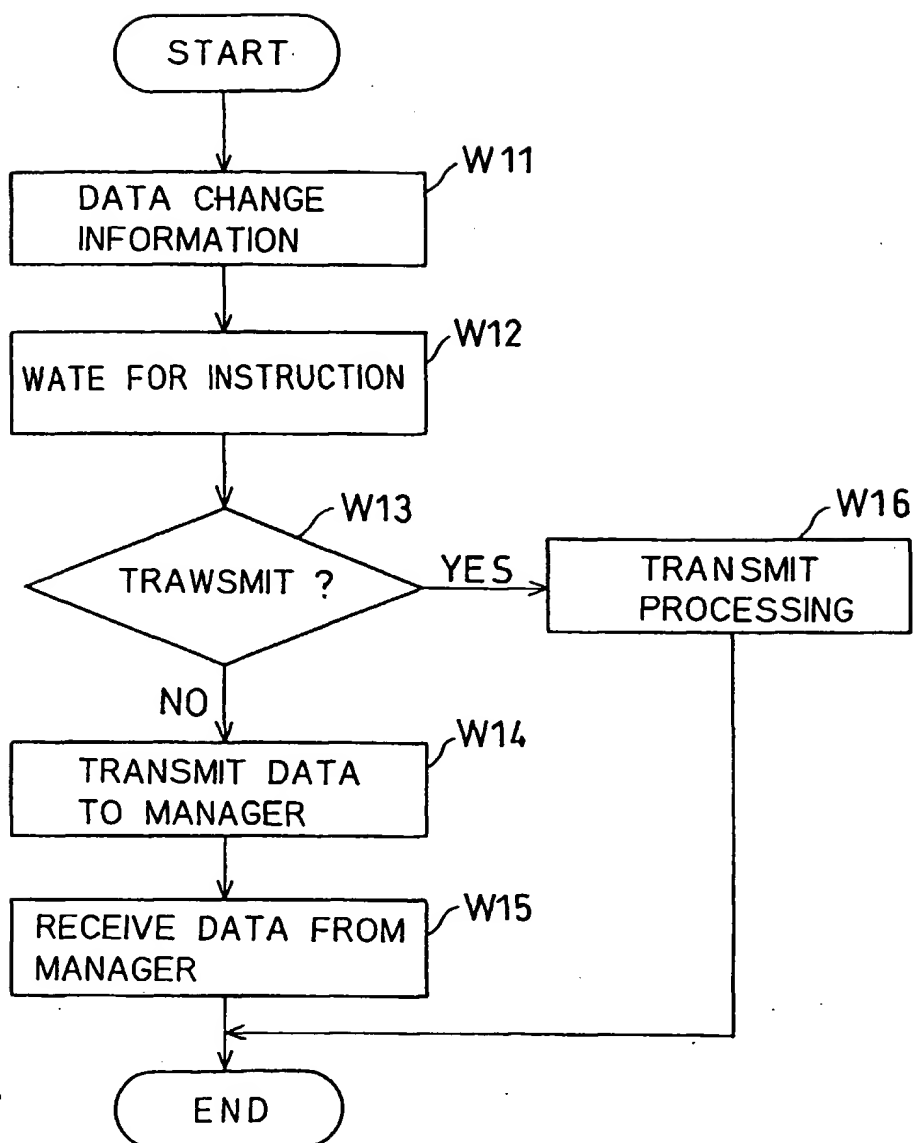 START
W11
DATA CHANGE
INFORMATION
W12
WATE FOR INSTRUCTION
W13
TRAWSMIT ?
YES
W16
TRANSMIT
PROCESSING
NO
W14
TRANSMIT DATA
TO MANAGER
W15
RECEIVE DATA FROM
MANAGER
END